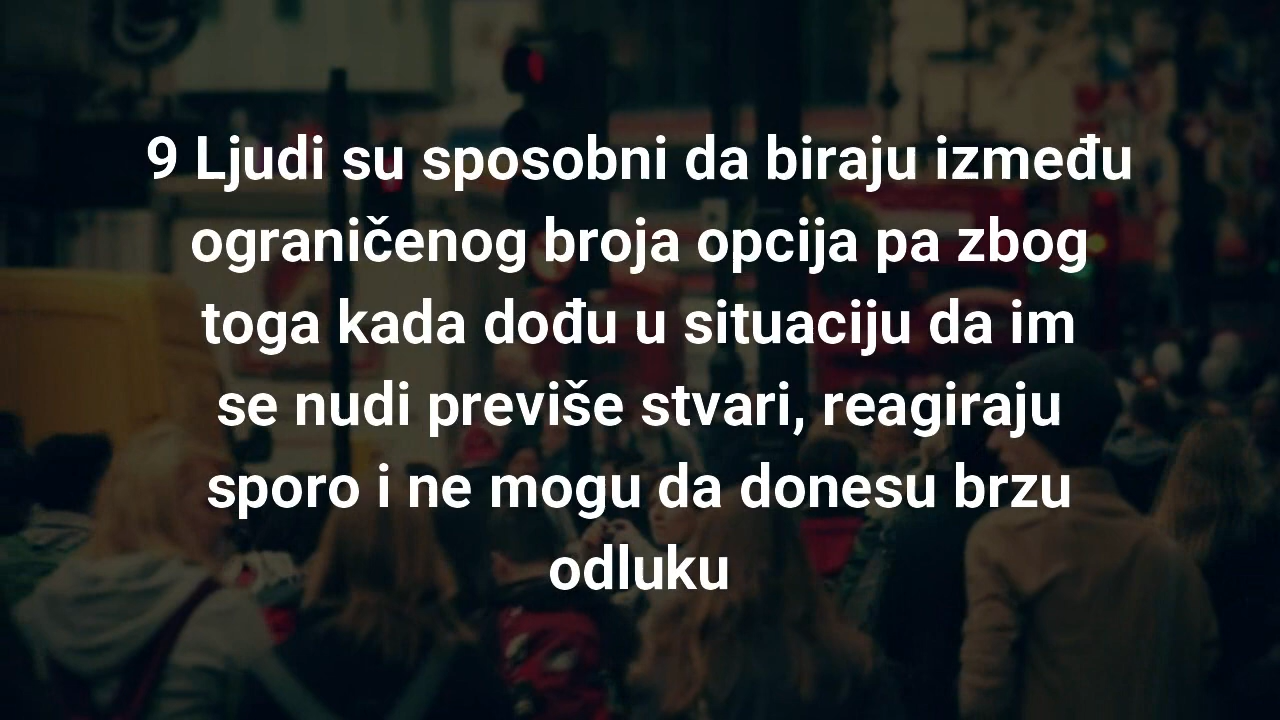 9 Ljudi su sposobni da biraju između
ograničenog broja opcija pa zbog
toga kada dođu u situaciju da im
se nudi previše stvari, reagiraju
sporo i ne mogu da donesu brzu
odluku